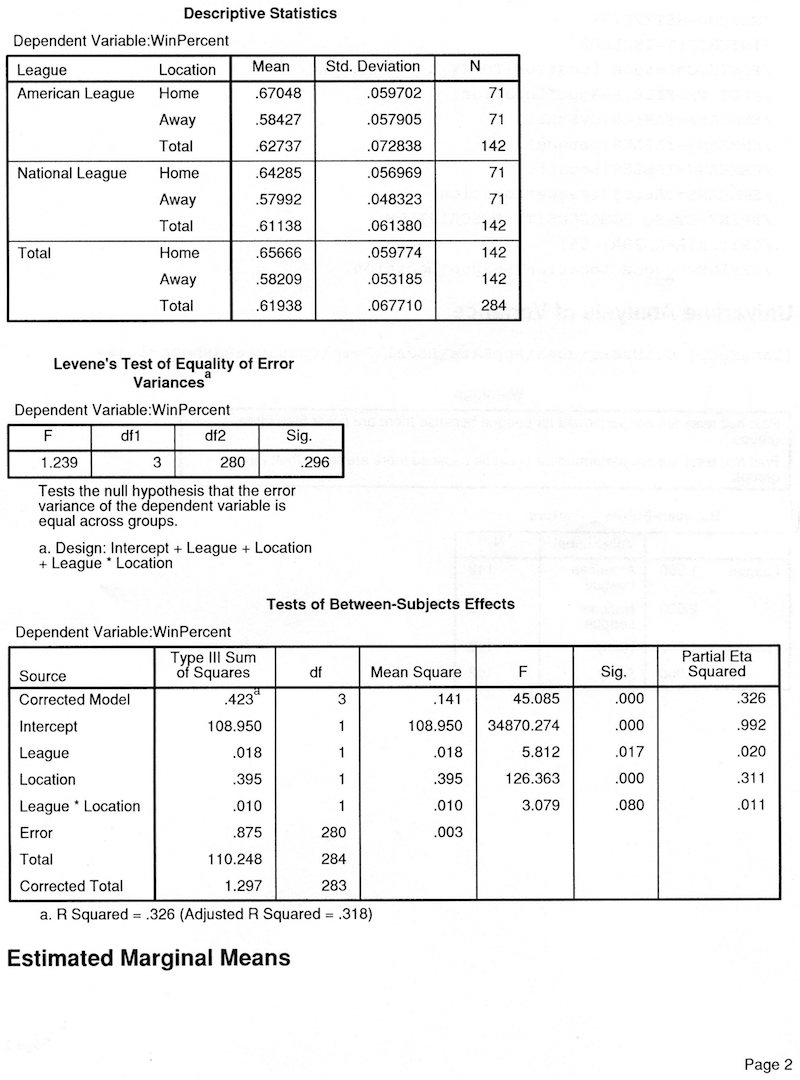 Descriptive Statistics
Dependent Variable:WinPercent
League Location Mean Std. Deviation N
American League Home .67048 .059702 71
Away .58427 .057905 71
Total .62737 .072838 142
National League Home .64285 .056969 71
Away .57992 .048323 71
Total .61138 .061380 142
Total Home .65666 .059774 142
Away .58209 .053185 142
Total .61938 .067710 284
Levene's Test of Equality of Error
Variancesa
Dependent Variable:WinPercent
F df1 df2 Sig.
1.239 3 280 .296
Tests the null hypothesis that the error
variance of the dependent variable is
equal across groups.
a. Design: Intercept + League + Location
+ League * Location
Tests of Between-Subjects Effects
Dependent Variable:WinPercent
Source Type III Sum of Squares df Mean Square F Sig. Partial Eta Squared
Corrected Model .423a 3 .141 45.085 .000 .326
Intercept 108.950 1 108.950 34870.274 .000 .992
League .018 1 .018 5.812 .017 .020
Location .395 1 .395 126.363 .000 .311
League * Location .010 1 .010 3.079 .080 .011
Error .875 280 .003
Total 110.248 284
Corrected Total 1.297 283
a. R Squared = .326 (Adjusted R Squared = .318)
Estimated Marginal Means
Page 2